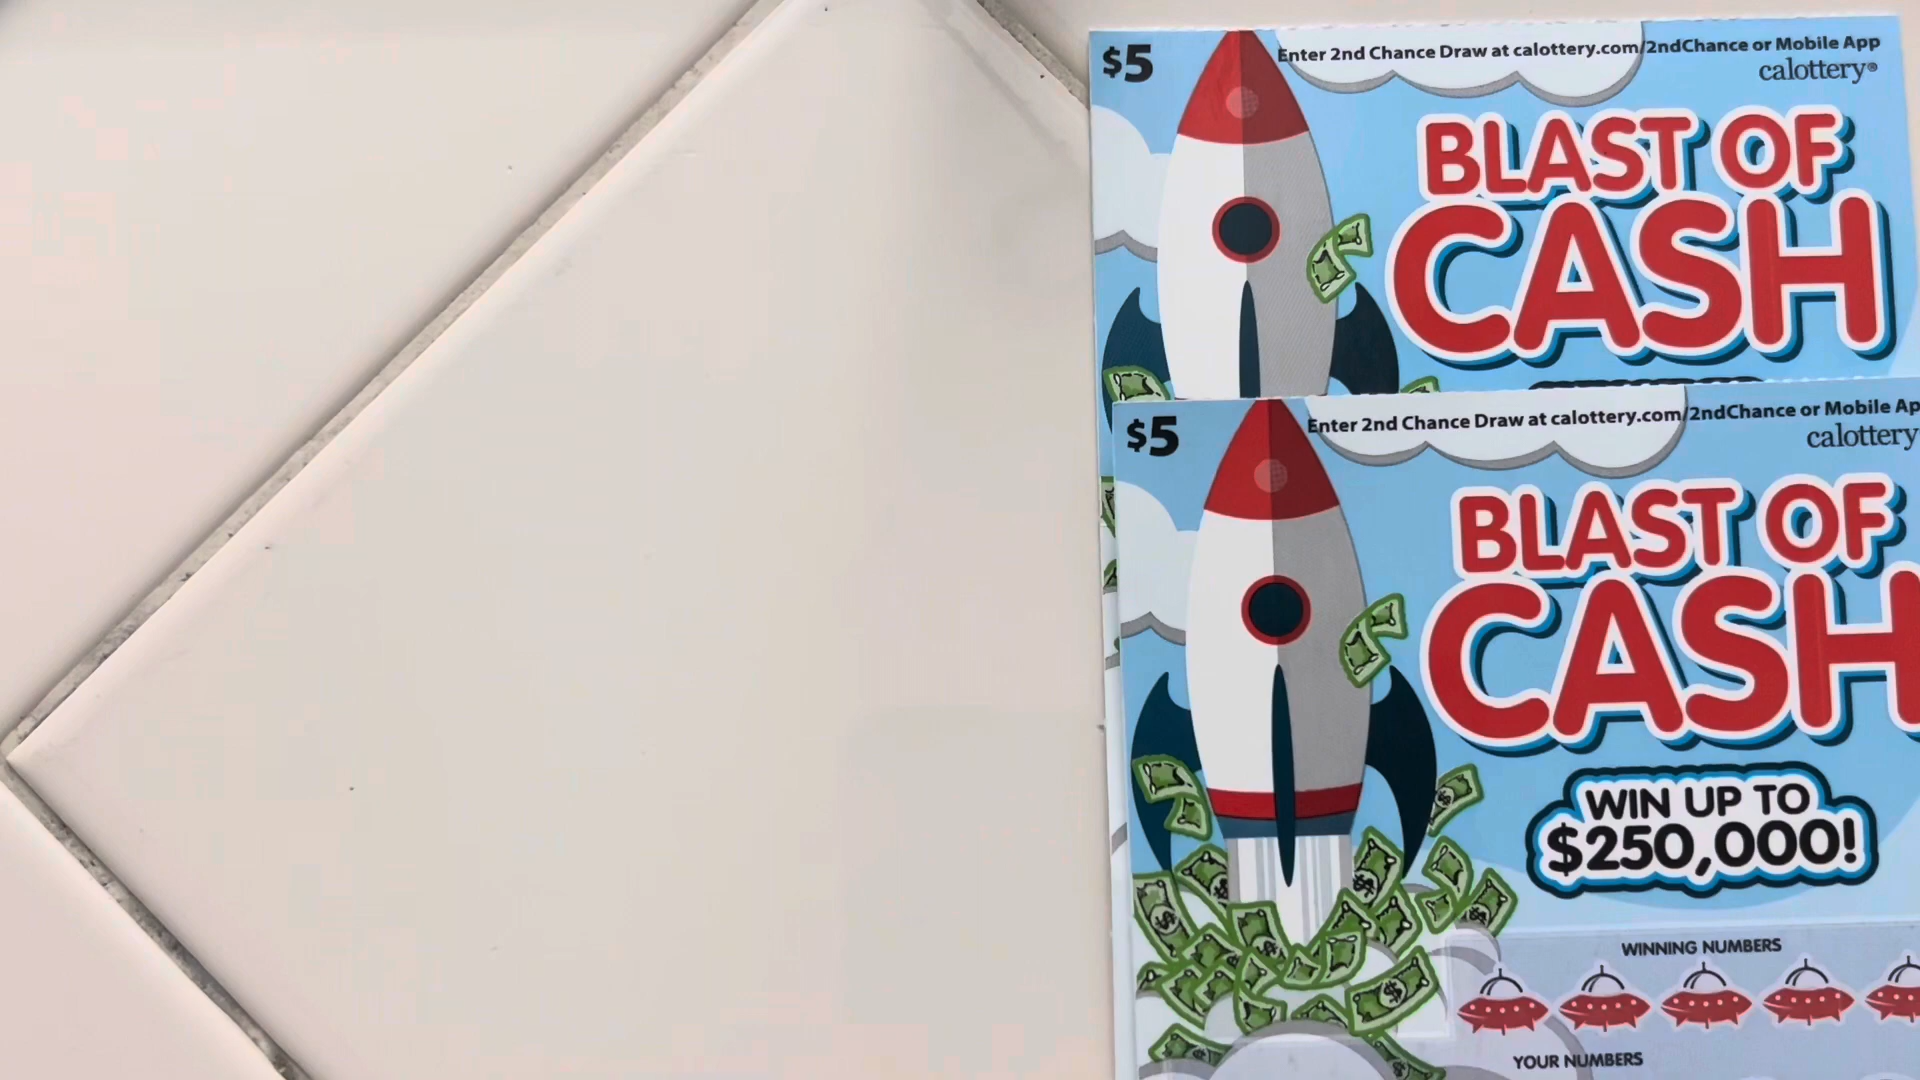 $5
Enter 2nd Chance Draw at calottery.com/2ndChance or Mobile App
calottery®
BLAST OF
CASH
$5
Enter 2nd Chance Draw at calottery.com/2ndChance or Mobile Ap
calottery
BLAST OF
CASH
WIN UP TO
$250,000!
WINNING NUMBERS
YOUR NUMBERS